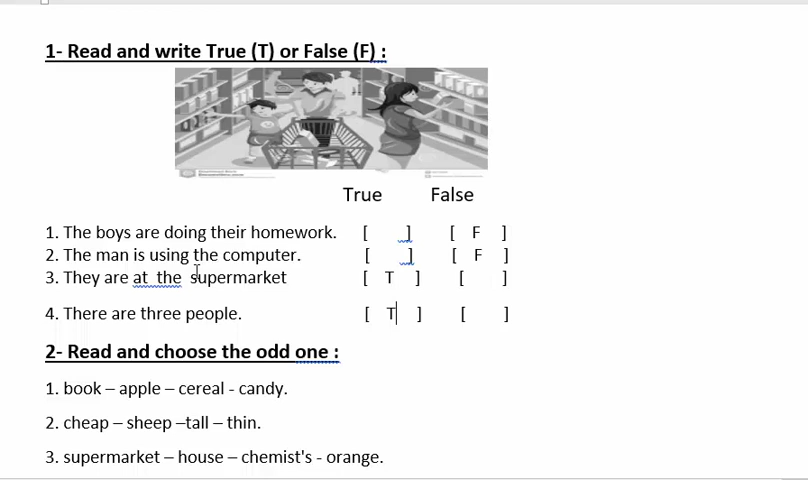 1- Read and write True (T) or False (F) :
True False
1. The boys are doing their homework. [ ] [ F ]
2. The man is using the computer. [ ] [ F ]
3. They are at the supermarket [ T ] [ ]
4. There are three people. [ T ] [ ]
2- Read and choose the odd one :
1. book – apple – cereal - candy.
2. cheap – sheep –tall – thin.
3. supermarket – house – chemist's - orange.